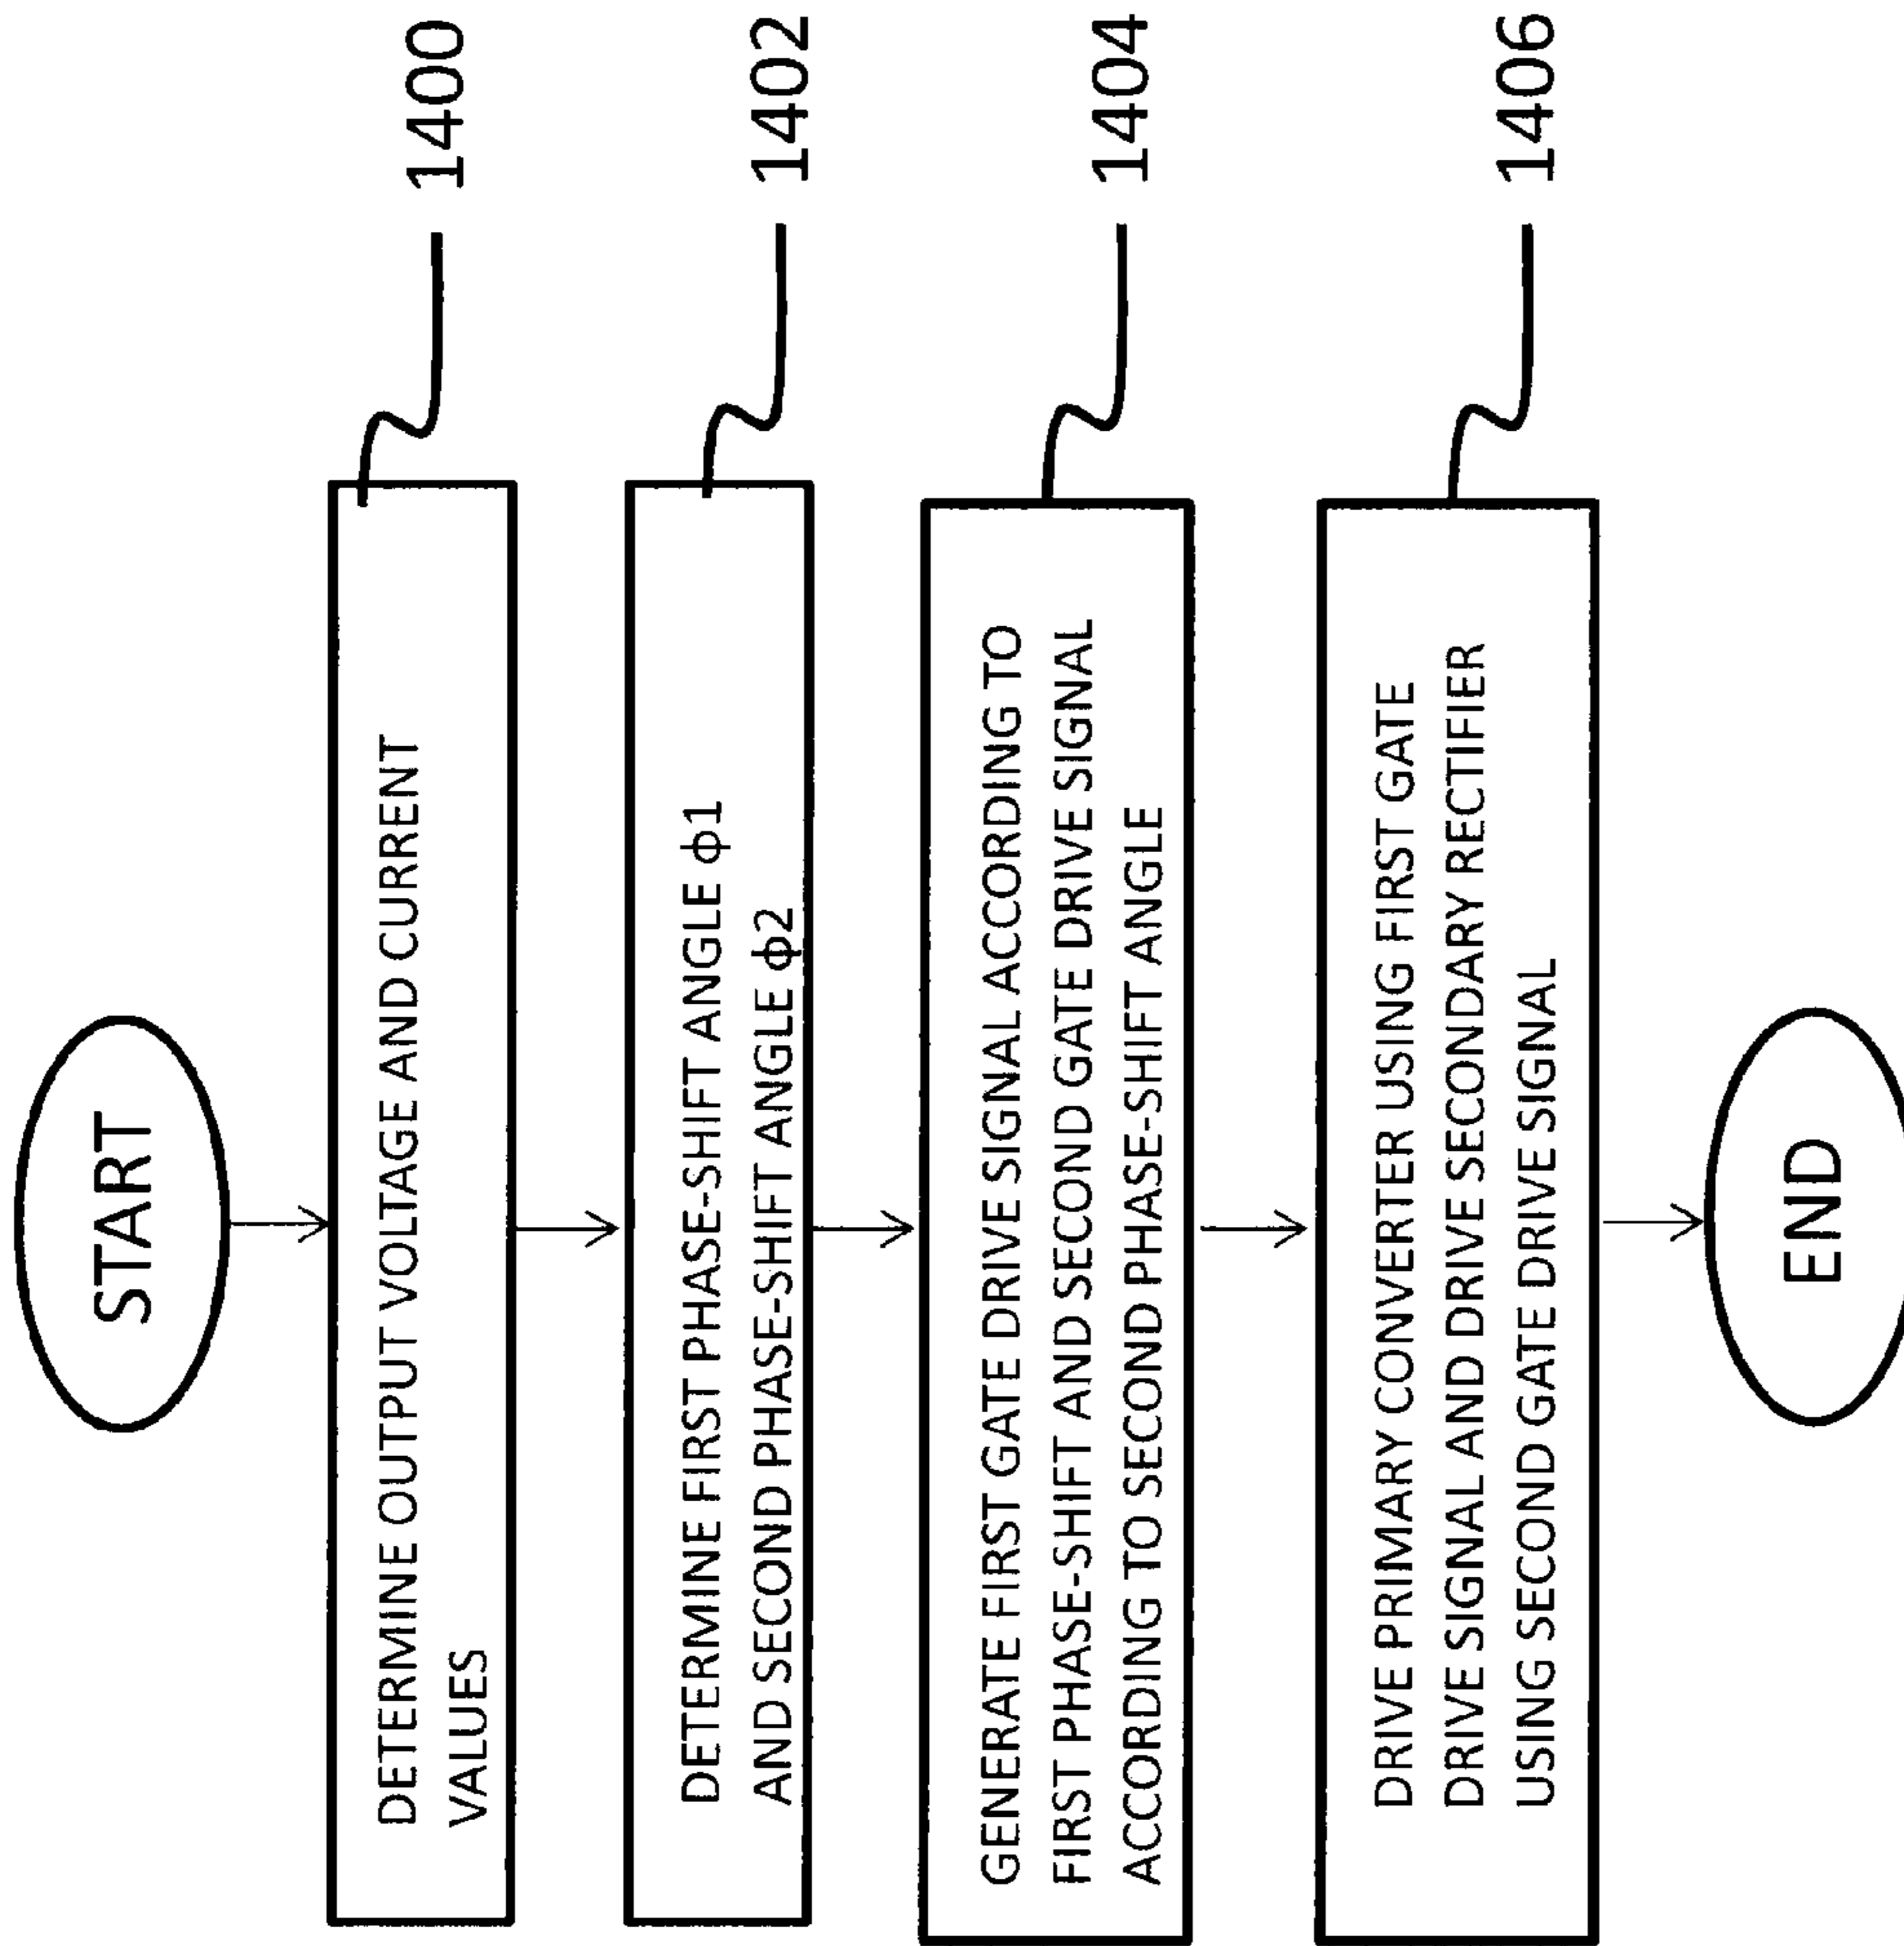 START
DETERMINE OUTPUT VOLTAGE AND CURRENT
VALUES
1400
DETERMINE FIRST PHASE-SHIFT ANGLE ϕ1
AND SECOND PHASE-SHIFT ANGLE ϕ2
1402
GENERATE FIRST GATE DRIVE SIGNAL ACCORDING TO
FIRST PHASE-SHIFT AND SECOND GATE DRIVE SIGNAL
ACCORDING TO SECOND PHASE-SHIFT ANGLE
1404
DRIVE PRIMARY CONVERTER USING FIRST GATE
DRIVE SIGNAL AND DRIVE SECONDARY RECTIFIER
USING SECOND GATE DRIVE SIGNAL
1406
END